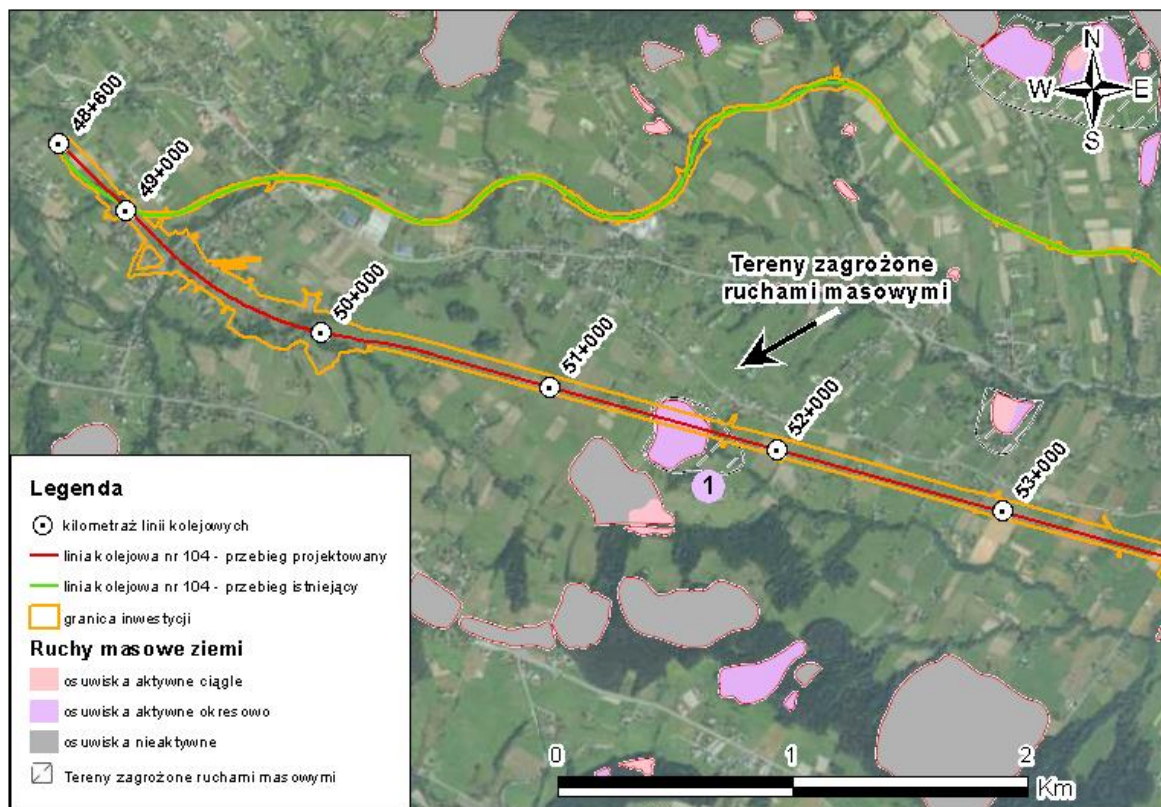 48+600
49+000
50+000
51+000
52+000
53+000
N
W E
S
Tereny zagrożone
ruchami masowymi
1
Legenda
kilometraż linii kolejowych
linia kolejowa nr 104 - przebieg projektowany
linia kolejowa nr 104 - przebieg istniejący
granica inwestycji
Ruchy masowe ziemi
osuwiska aktywne ciągle
osuwiska aktywne okresowo
osuwiska nieaktywne
Tereny zagrożone ruchami masowymi
0 1 2
Km